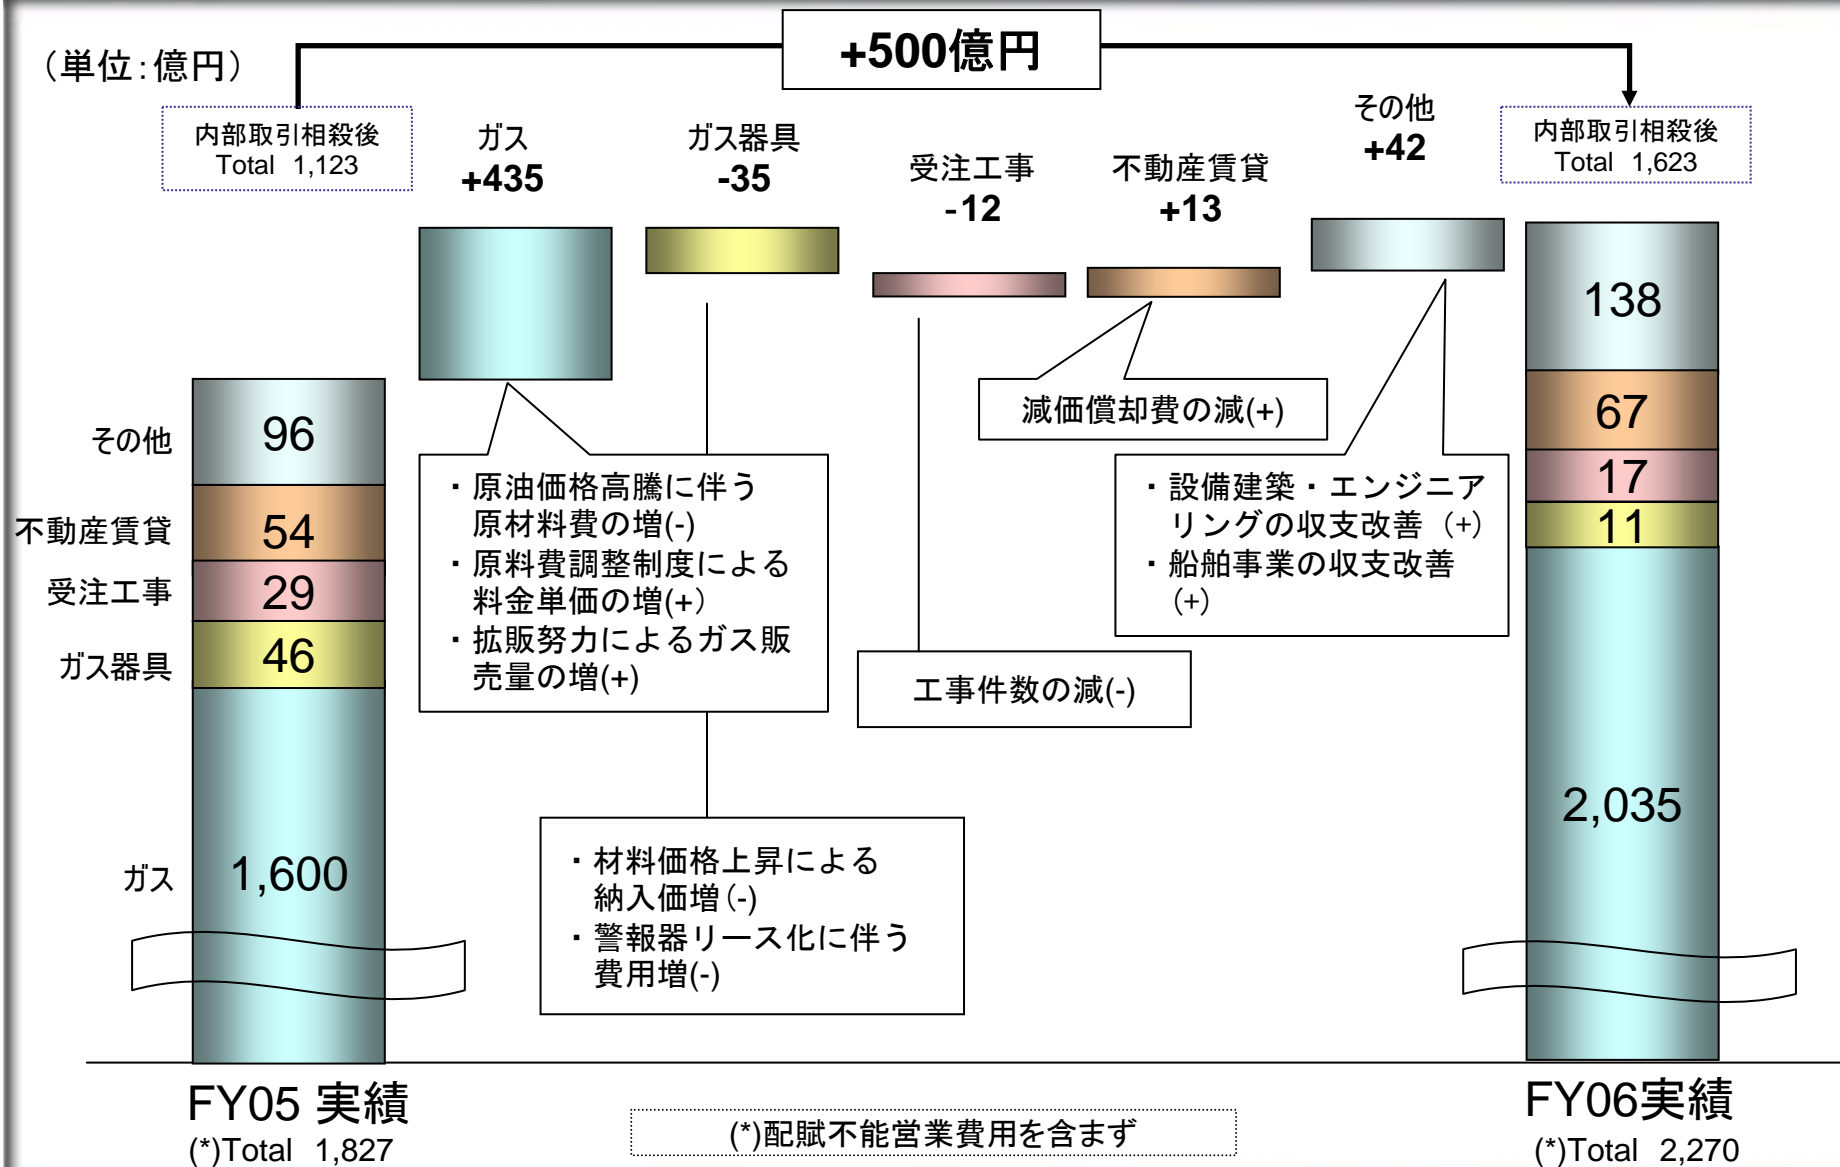 +500億円
（単位：億円）
内部取引相殺後
Total 1,123
ガス
+435
ガス器具
-35
受注工事
-12
不動産賃貸
+13
その他
+42
内部取引相殺後
Total 1,623
減価償却費の減(+)
・原油価格高騰に伴う
原材料費の増(-)
・原料費調整制度による
料金単価の増(+）
・拡販努力によるガス販
売量の増(+)
・設備建築・エンジニア
リングの収支改善（+）
・船舶事業の収支改善
（+）
工事件数の減(-)
・材料価格上昇による
納入価増（-)
・警報器リース化に伴う
費用増(-)
その他
96
不動産賃貸
54
受注工事
29
ガス器具
46
ガス
1,600
138
67
17
11
2,035
FY05 実績
(*)Total 1,827
(*)配賦不能営業費用を含まず
FY06実績
(*)Total 2,270